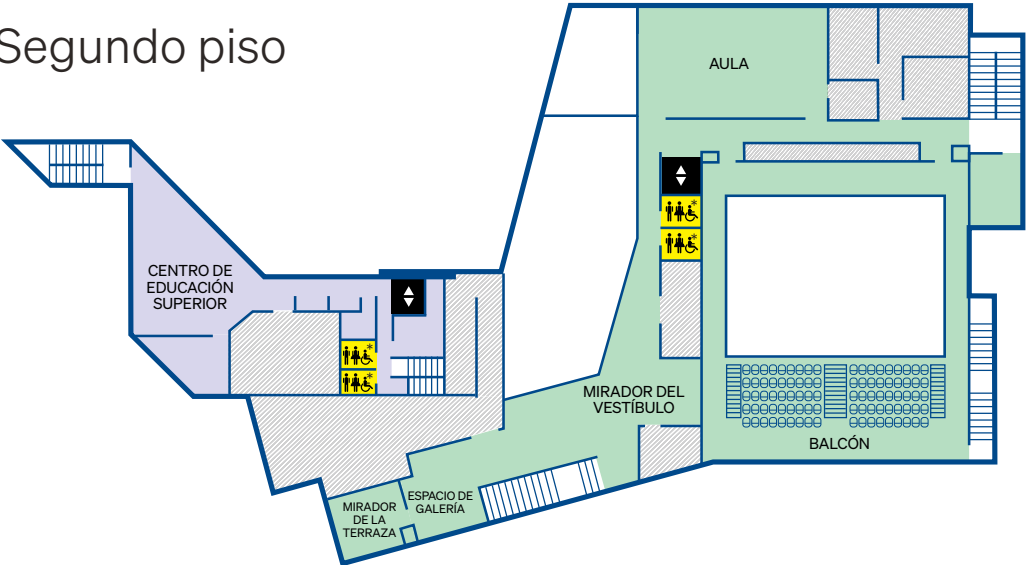 Segundo piso
AULA
CENTRO DE
EDUCACIÓN
SUPERIOR
*
*
*
*
MIRADOR DEL
VESTÍBULO
BALCÓN
MIRADOR
DE LA
TERRAZA
ESPACIO DE
GALERÍA